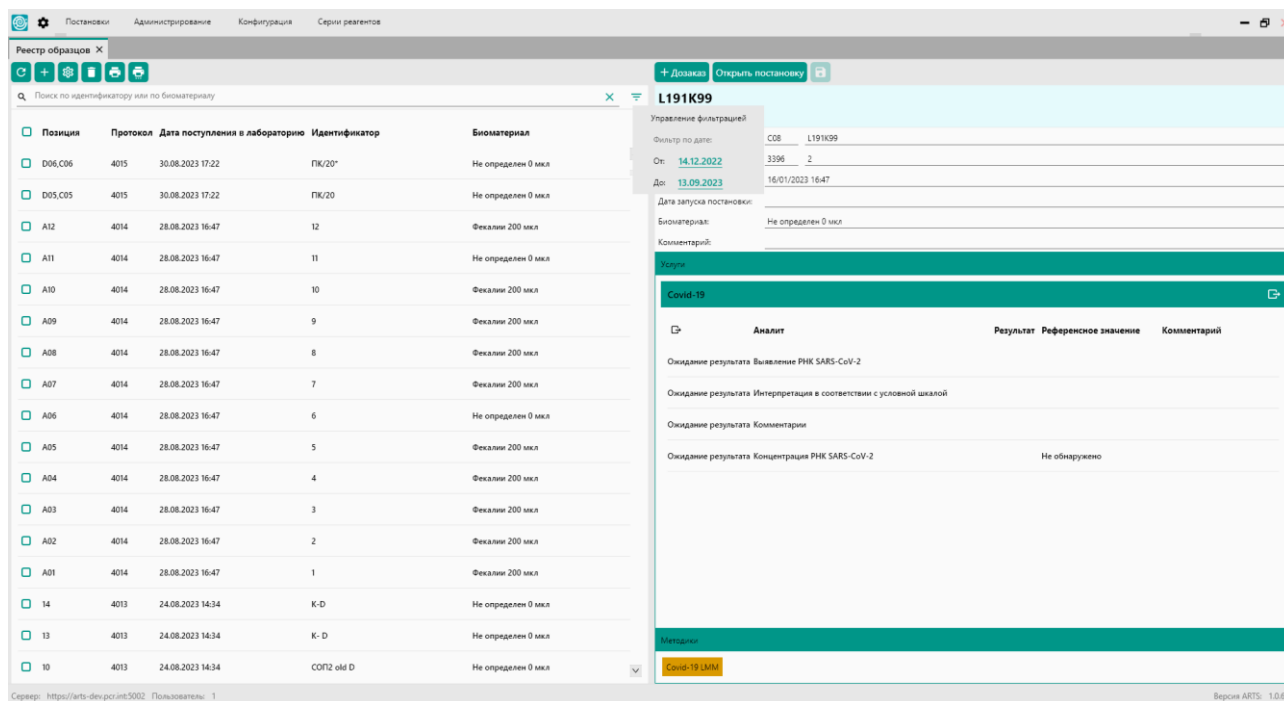 Постановки Администрирование Конфигурация Серии реагентов
Реестр образцов
+ Дозаказ Открыть постановку
Поиск по идентификатору или по биоматериалу
L191K99
Управление фильтрацией
Фильтр по дате:
От: 14.12.2022
До: 13.09.2023
C08 L191K99
3396 2
16/01/2023 16:47
Дата запуска постановки:
Биоматериал: Не определен 0 мкл
Комментарий:
Позиция Протокол Дата поступления в лабораторию Идентификатор Биоматериал
D06,C06 4015 30.08.2023 17:22 ПК/20* Не определен 0 мкл
D05,C05 4015 30.08.2023 17:22 ПК/20 Не определен 0 мкл
A12 4014 28.08.2023 16:47 12 Фекалии 200 мкл
A11 4014 28.08.2023 16:47 11 Не определен 0 мкл
A10 4014 28.08.2023 16:47 10 Фекалии 200 мкл
A09 4014 28.08.2023 16:47 9 Фекалии 200 мкл
A08 4014 28.08.2023 16:47 8 Фекалии 200 мкл
A07 4014 28.08.2023 16:47 7 Фекалии 200 мкл
A06 4014 28.08.2023 16:47 6 Не определен 0 мкл
A05 4014 28.08.2023 16:47 5 Фекалии 200 мкл
A04 4014 28.08.2023 16:47 4 Фекалии 200 мкл
A03 4014 28.08.2023 16:47 3 Фекалии 200 мкл
A02 4014 28.08.2023 16:47 2 Фекалии 200 мкл
A01 4014 28.08.2023 16:47 1 Фекалии 200 мкл
14 4013 24.08.2023 14:34 K-D Не определен 0 мкл
13 4013 24.08.2023 14:34 K- D Не определен 0 мкл
10 4013 24.08.2023 14:34 СОП2 old D Не определен 0 мкл
Услуги
Covid-19
Аналит Результат Референсное значение Комментарий
Ожидание результата Выявление РНК SARS-CoV-2
Ожидание результата Интерпретация в соответствии с условной шкалой
Ожидание результата Комментарии
Ожидание результата Концентрация РНК SARS-CoV-2 Не обнаружено
Методики
Covid-19 LMM
Сервер: https://arts-dev.pcr.int:5002 Пользователь: 1 Версия ARTS: 1.0.6